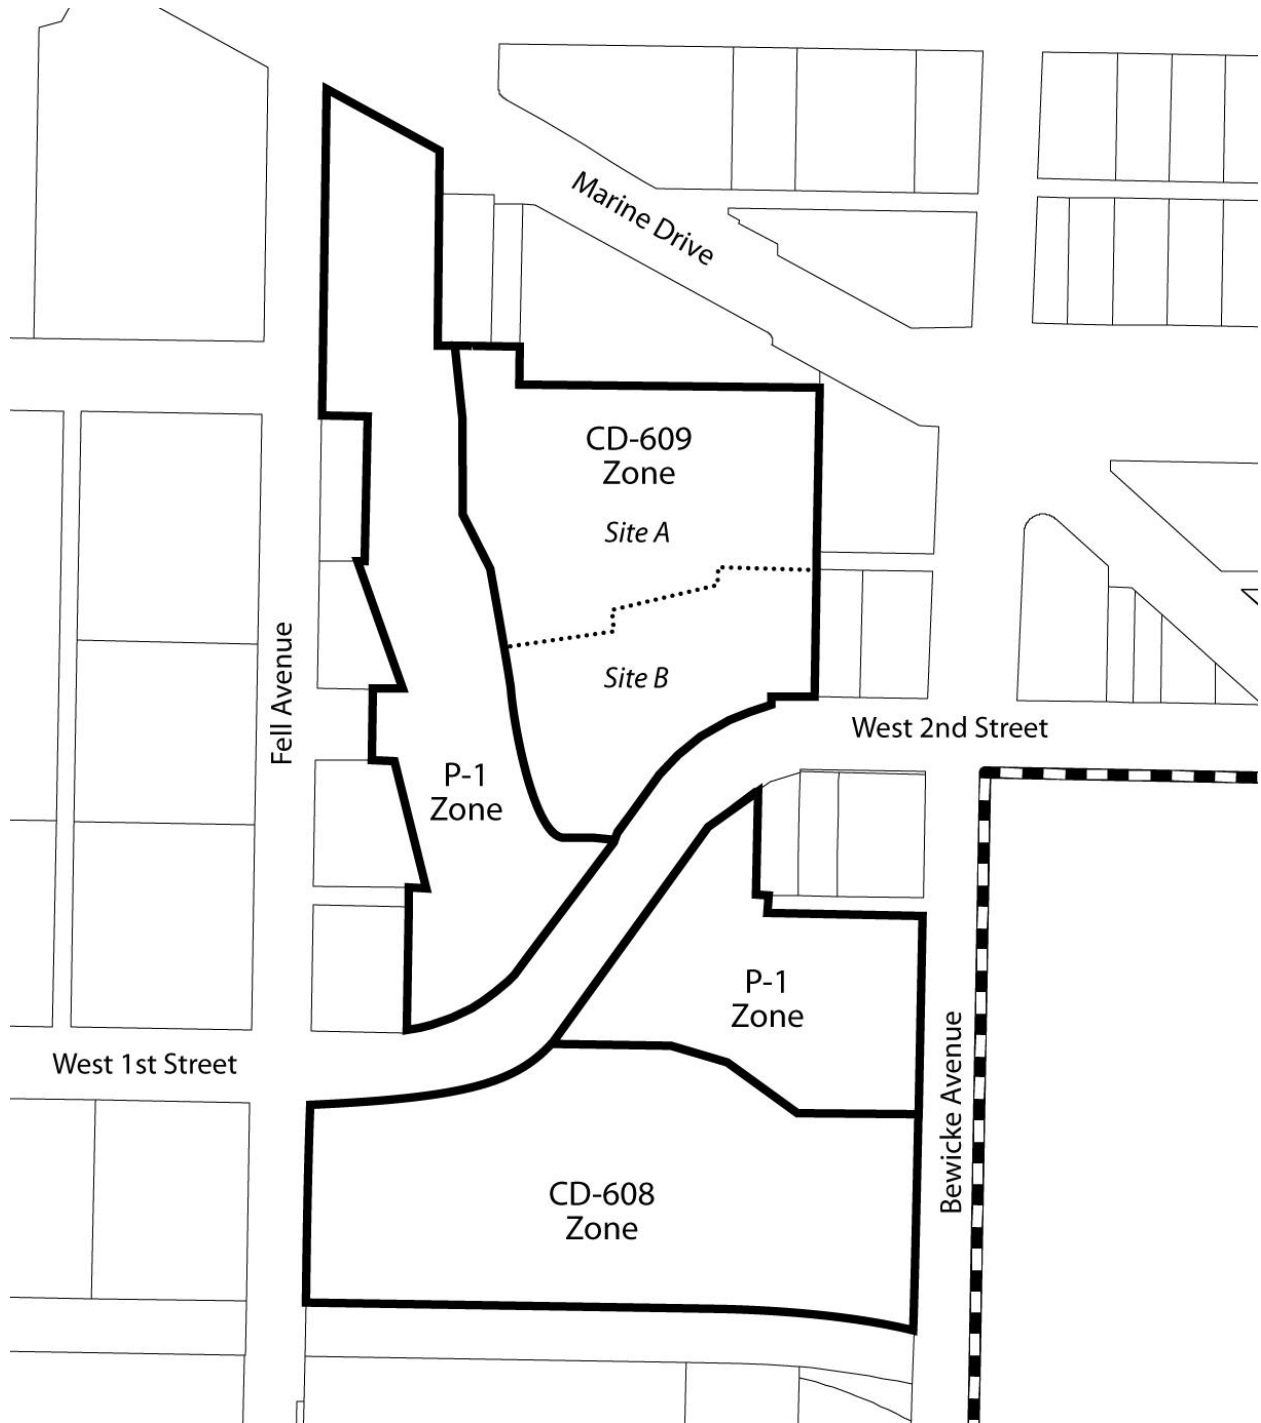 Marine Drive
CD-609
Zone
Site A
Site B
Fell Avenue
West 2nd Street
P-1
Zone
P-1
Zone
West 1st Street
Bewicke Avenue
CD-608
Zone